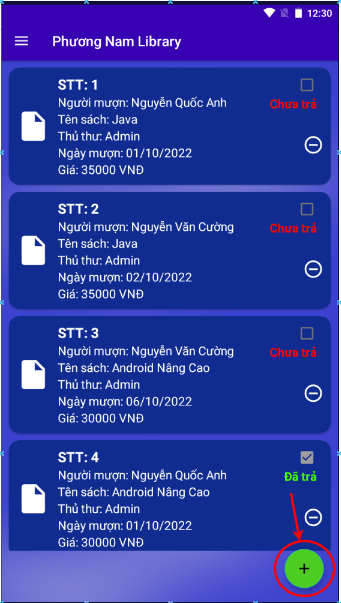 12:30
Phương Nam Library
STT: 1
Người mượn: Nguyễn Quốc Anh
Chưa trả
Tên sách: Java
Thủ thư: Admin
Ngày mượn: 01/10/2022
Giá: 35000 VNĐ
STT: 2
Người mượn: Nguyễn Văn Cường
Chưa trả
Tên sách: Java
Thủ thư: Admin
Ngày mượn: 02/10/2022
Giá: 35000 VNĐ
STT: 3
Người mượn: Nguyễn Văn Cường
Chưa trả
Tên sách: Android Nâng Cao
Thủ thư: Admin
Ngày mượn: 06/10/2022
Giá: 30000 VNĐ
STT: 4
Người mượn: Nguyễn Quốc Anh
Đã trả
Tên sách: Android Nâng Cao
Thủ thư: Admin
Ngày mượn: 01/10/2022
Giá: 30000 VNĐ
+